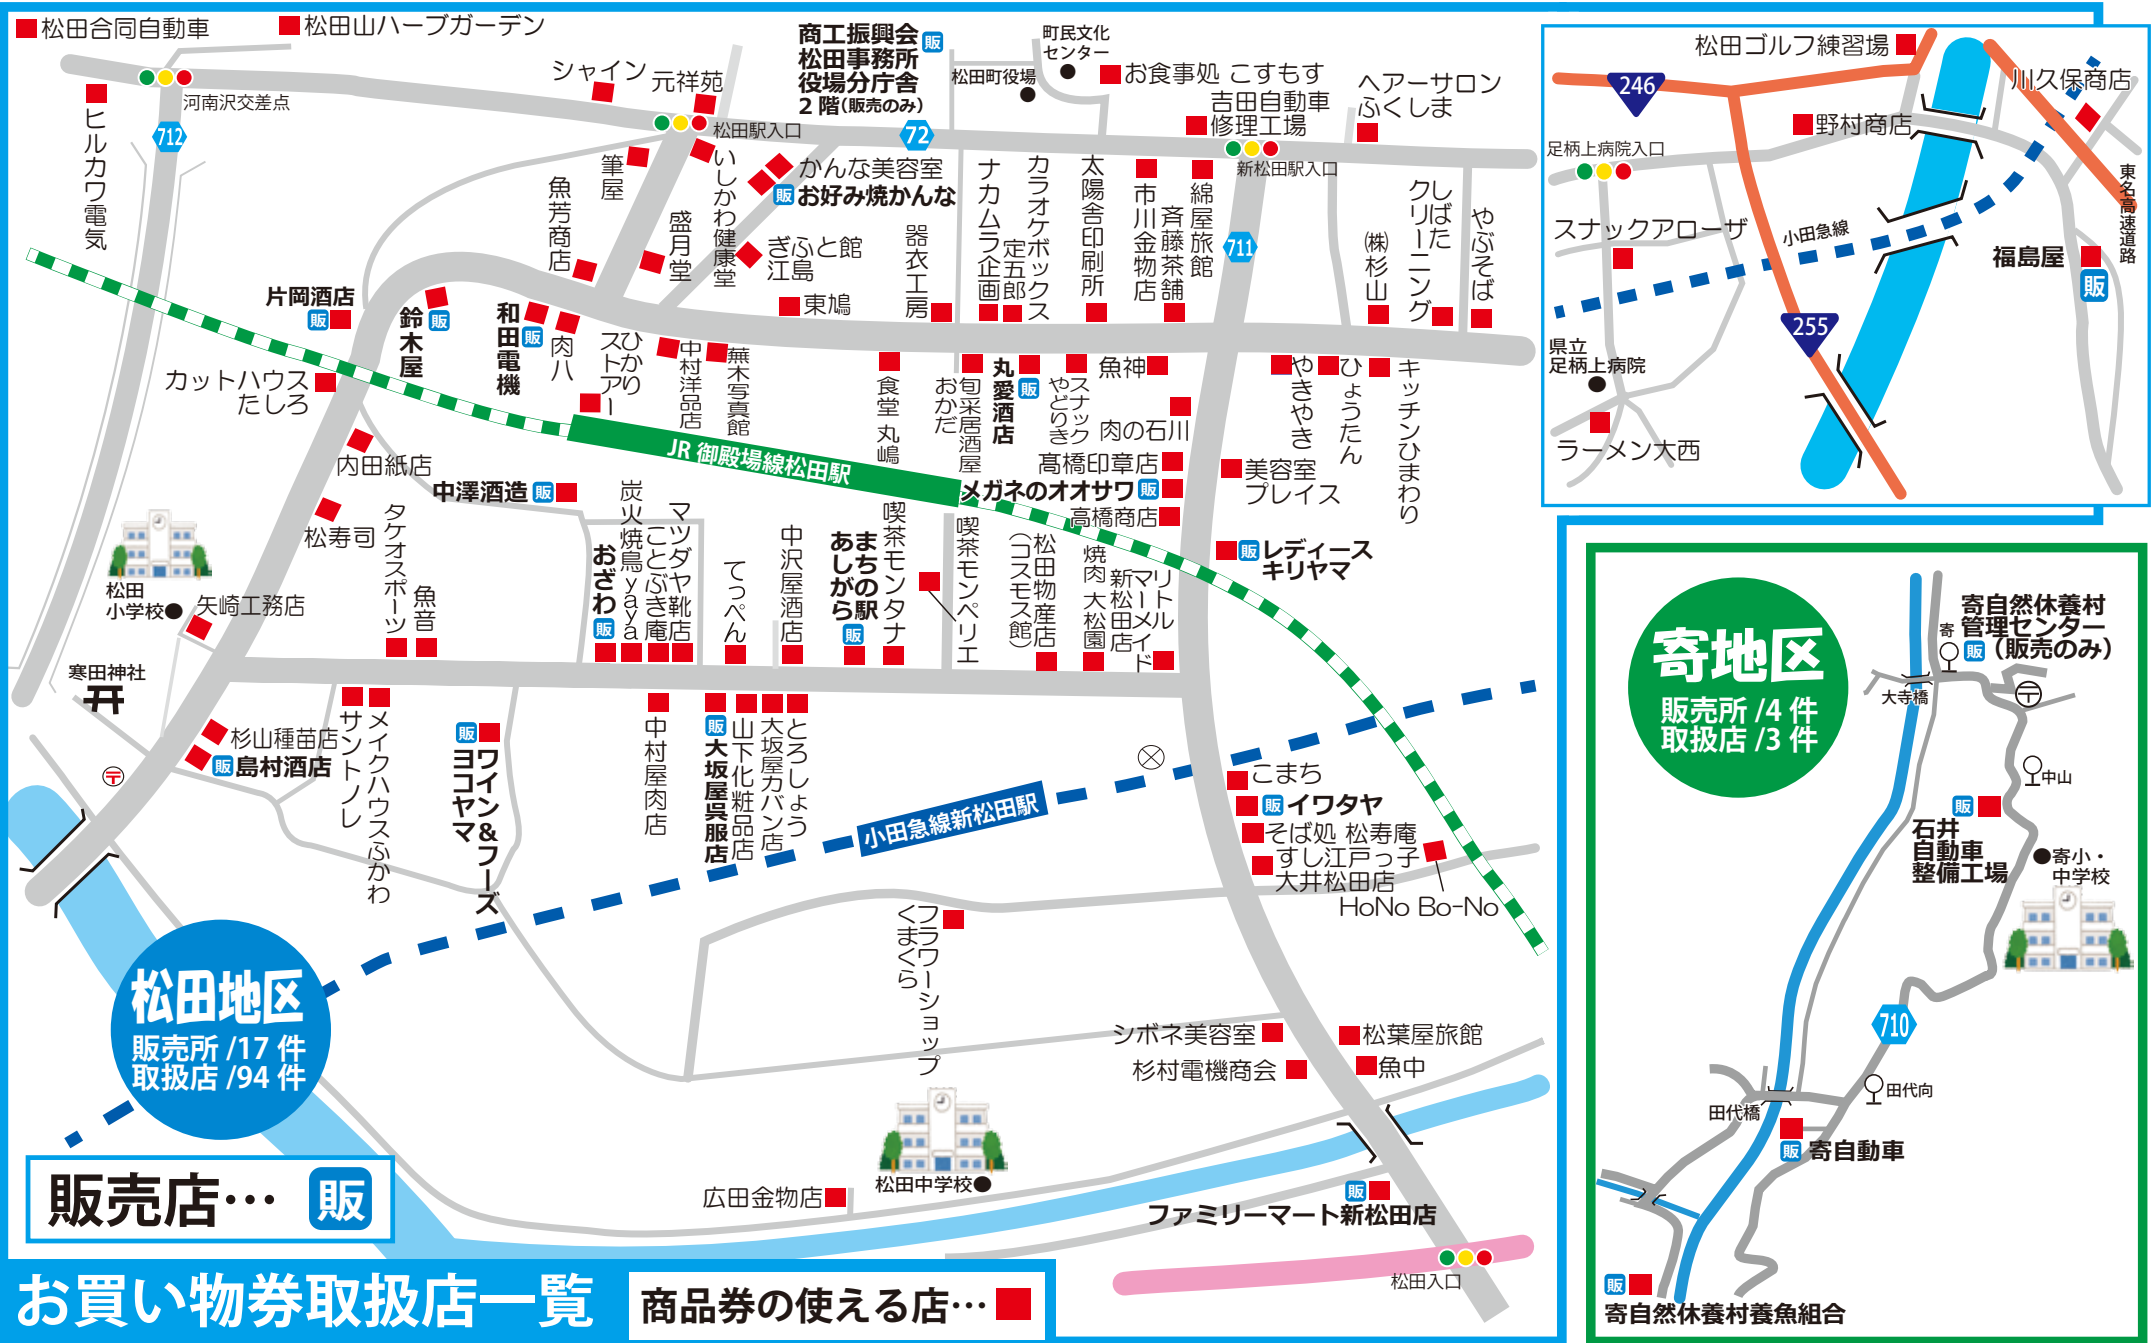 松田合同自動車
松田山ハーブガーデン
河南沢交差点
712
ヒルカワ電気
シャイン
元祥苑
松田駅入口
商工振興会
松田事務所
役場分庁舎
2階(販売のみ)
販
72
松田町役場
町民文化
センター
お食事処 こすもす
吉田自動車
修理工場
ヘアーサロン
ふくしま
新松田駅入口
711
筆屋
魚芳商店
盛月堂
いしかわ健康堂
かんな美容室
販 お好み焼かんな
ぎふと館
江島
東鳩
器衣工房
ナカムラ企画
定五郎
カラオケボックス
太陽舎印刷所
市川金物店
斉藤茶舗
綿屋旅館
㈱杉山
しばた
クリーニング
やぶそば
片岡酒店
販
鈴木屋
販
和田電機
販
肉八
ひかり
ストアー
中村洋品店
蕪木写真館
食堂 丸嶋
旬采居酒屋
おかだ
丸愛酒店
販
スナック
やどりき
魚神
肉の石川
髙橋印章店
メガネのオオサワ 販
高橋商店
やきやき
ひょうたん
キッチンひまわり
美容室
プレイス
販 レディース
キリヤマ
カットハウス
たしろ
内田紙店
松寿司
JR 御殿場線松田駅
中澤酒造 販
松田
小学校
矢崎工務店
寒田神社
タケオスポーツ
魚音
おざわ
販
炭火焼鳥yaya
ことぶき庵
マツダヤ靴店
てっぺん
中沢屋酒店
まちの駅
あしがら
販
喫茶モンタナ
喫茶モンペリエ
松田物産店
(コスモス館)
焼肉 大松園
リトル
マーメイド
新松田店
杉山種苗店
販 島村酒店
サントノレ
メイクハウスふかわ
販
ワイン&フーズ
ヨコヤマ
中村屋肉店
販
大坂屋呉服店
山下化粧品店
大坂屋カバン店
とろしょう
小田急線新松田駅
こまち
販 イワタヤ
そば処 松寿庵
すし江戸っ子
大井松田店
HoNo Bo-No
フラワーショップ
くまくら
シボネ美容室
杉村電機商会
松葉屋旅館
魚中
松田中学校
広田金物店
販
ファミリーマート新松田店
松田入口
松田地区
販売所/17件
取扱店/94件
販売店… 販
お買い物券取扱店一覧
商品券の使える店…
松田ゴルフ練習場
246
川久保商店
野村商店
足柄上病院入口
東名高速道路
スナックアローザ
小田急線
福島屋
販
255
県立
足柄上病院
ラーメン大西
寄地区
販売所/4件
取扱店/3件
寄自然休養村
管理センター
販 (販売のみ)
寄
大寺橋
中山
販
石井
自動車
整備工場
寄小・
中学校
710
田代橋
田代向
販 寄自動車
販
寄自然休養村養魚組合